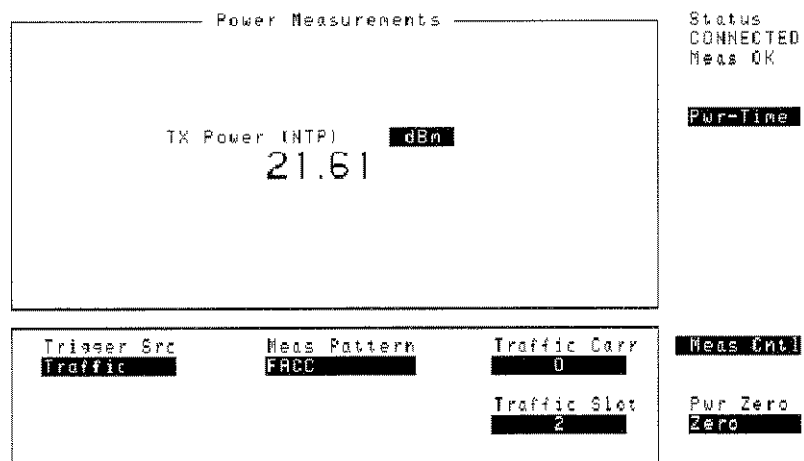 Power Measurements
Status
CONNECTED
Meas OK
Pwr-Time
TX Power (NTP) dBm
21.61
Trigger Src
Traffic
Meas Pattern
FACC
Traffic Carr
0
Traffic Slot
2
Meas Cntl
Pwr Zero
Zero